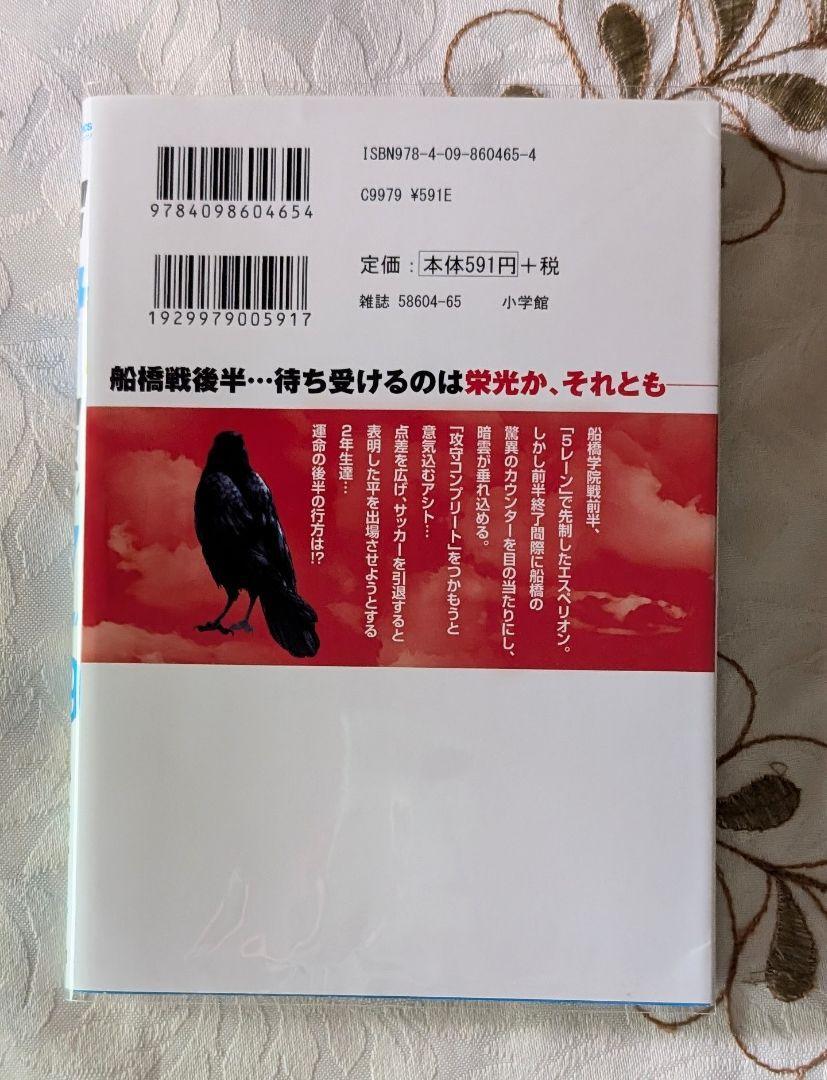 ISBN978-4-09-860465-4
9784098604654
C9979 ¥591E
定価：本体591円＋税
1929979005917
雑誌 58604-65 小学館
船橋戦後半…待ち受けるのは栄光か、それとも――
船橋学院戦前半、
「5レーン」で先制したエスペリオン。
しかし前半終了間際に船橋の
驚異のカウンターを目の当たりにし、
暗雲が垂れ込める。
「攻守コンプリート」をつかもうと
意気込むアシト…
点差を広げ、サッカーを引退すると
表明した平を出場させようとする
2年生達…
運命の後半の行方は!?